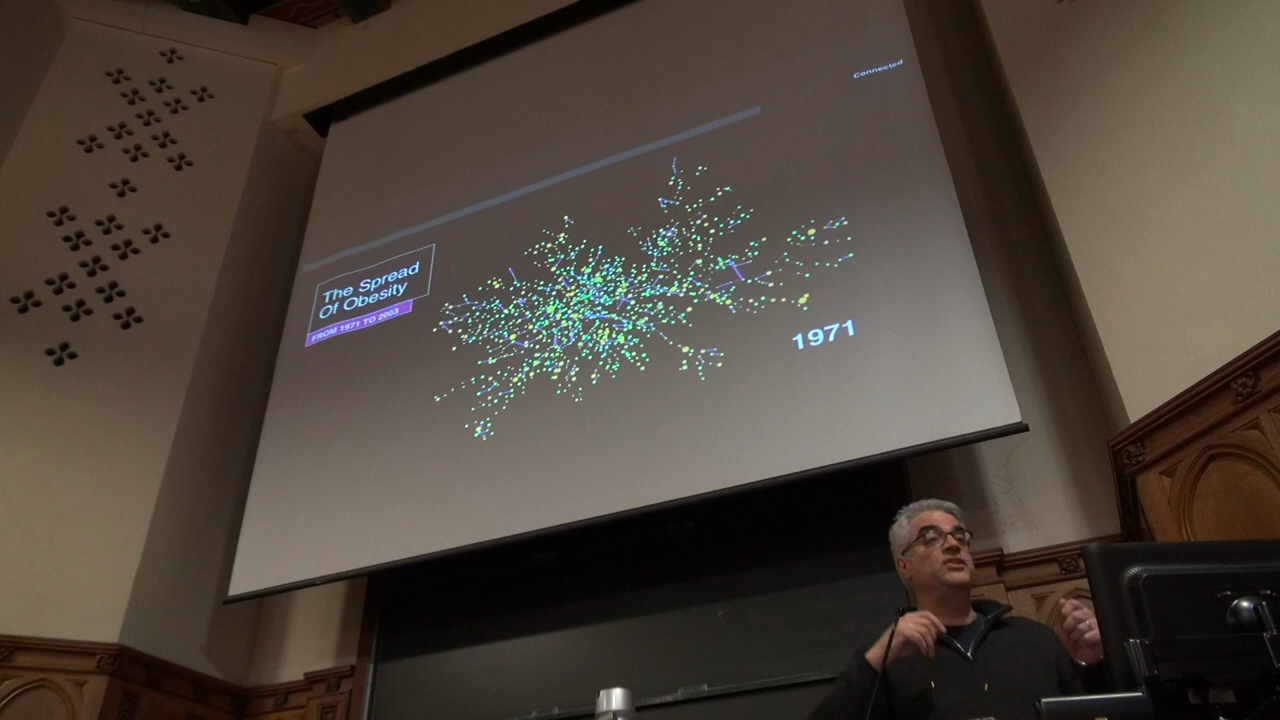 Connected
The Spread
Of Obesity
FROM 1971 TO 2003
1971